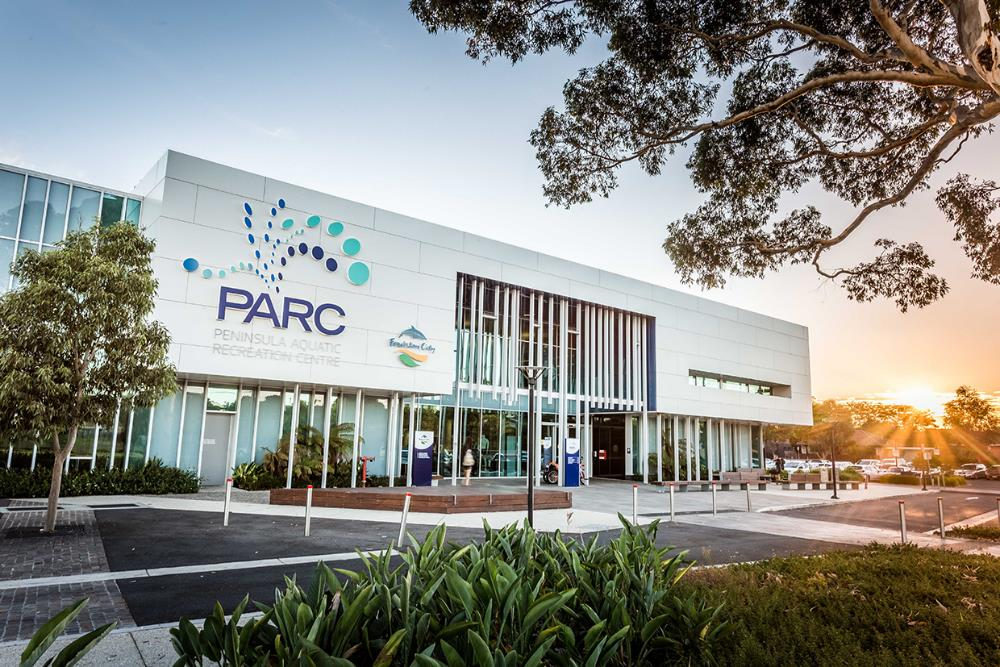 PARC
PENINSULA AQUATIC
RECREATION CENTRE
Frankston City